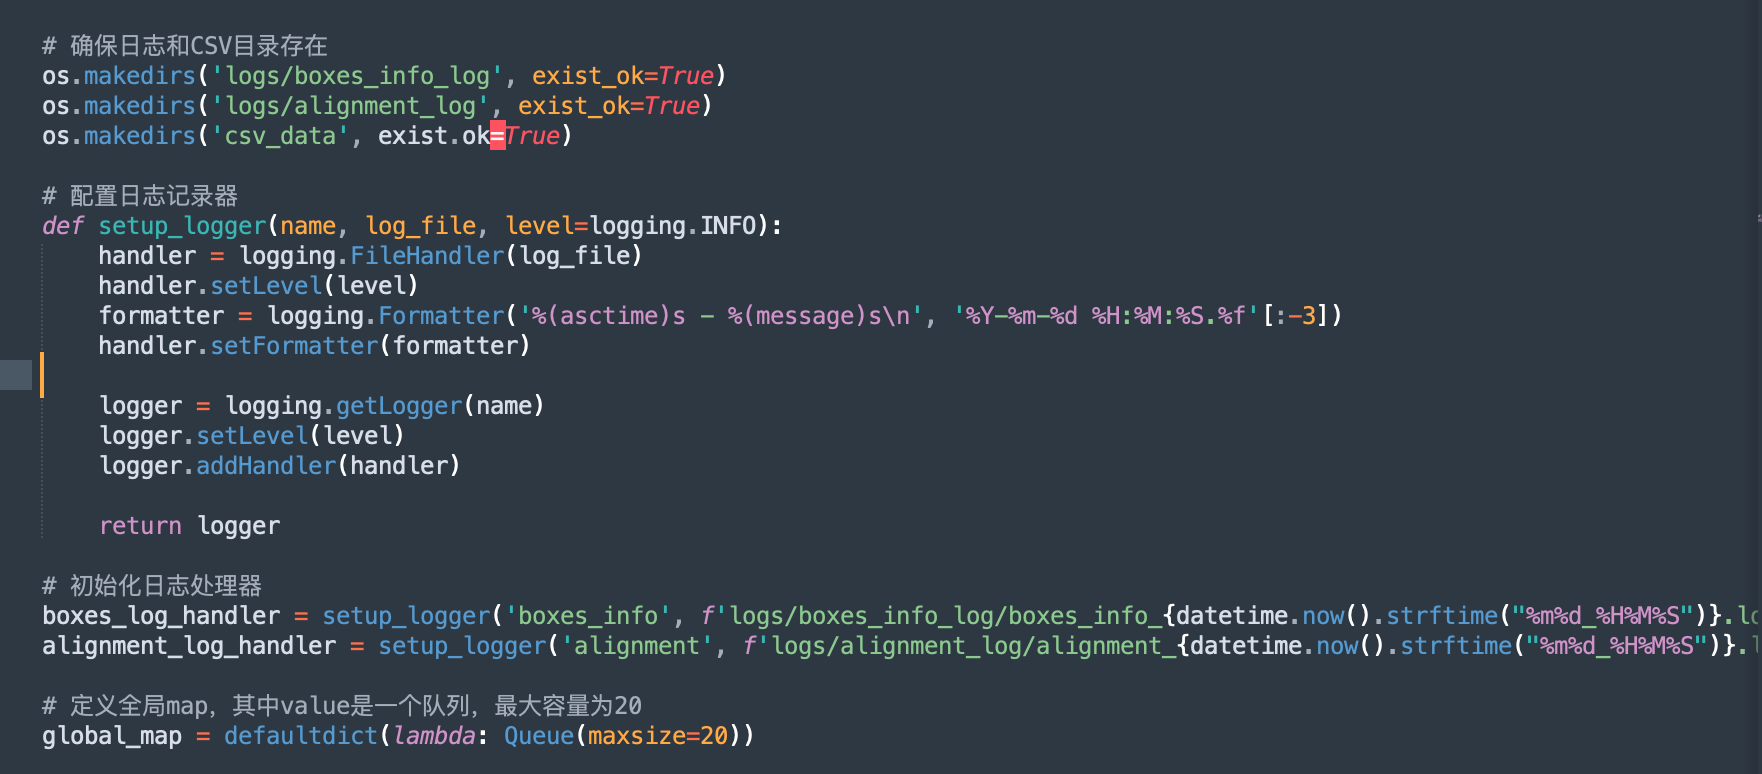 # 确保日志和CSV目录存在
os.makedirs('logs/boxes_info_log', exist_ok=True)
os.makedirs('logs/alignment_log', exist_ok=True)
os.makedirs('csv_data', exist.ok=True)
# 配置日志记录器
def setup_logger(name, log_file, level=logging.INFO):
    handler = logging.FileHandler(log_file)
    handler.setLevel(level)
    formatter = logging.Formatter('%(asctime)s - %(message)s\n', '%Y-%m-%d %H:%M:%S.%f'[:-3])
    handler.setFormatter(formatter)
    logger = logging.getLogger(name)
    logger.setLevel(level)
    logger.addHandler(handler)
    return logger
# 初始化日志处理器
boxes_log_handler = setup_logger('boxes_info', f'logs/boxes_info_log/boxes_info_{datetime.now().strftime("%m%d_%H%M%S")}.lo
alignment_log_handler = setup_logger('alignment', f'logs/alignment_log/alignment_{datetime.now().strftime("%m%d_%H%M%S")}.l
# 定义全局map，其中value是一个队列，最大容量为20
global_map = defaultdict(lambda: Queue(maxsize=20))